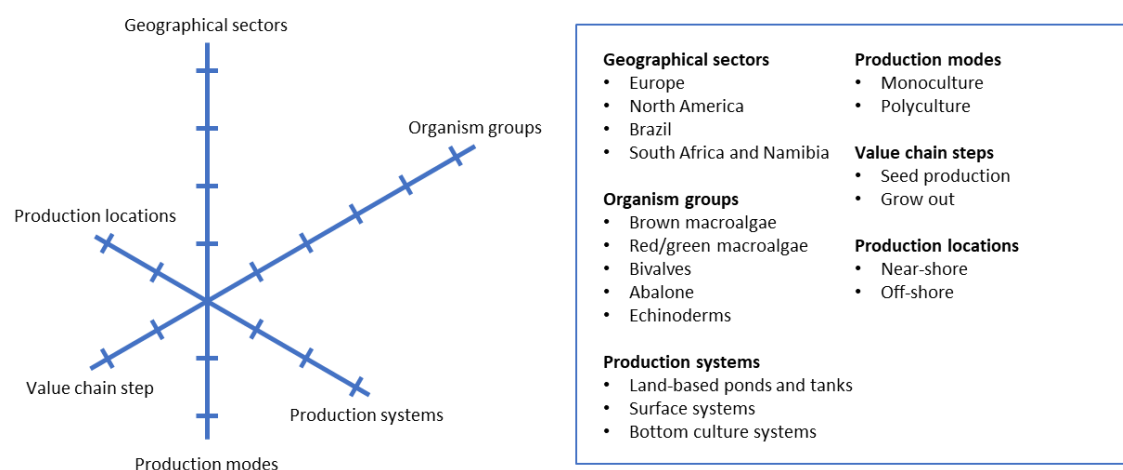 Geographical sectors
Organism groups
Production locations
Value chain step
Production systems
Production modes
Geographical sectors
• Europe
• North America
• Brazil
• South Africa and Namibia
Organism groups
• Brown macroalgae
• Red/green macroalgae
• Bivalves
• Abalone
• Echinoderms
Production systems
• Land-based ponds and tanks
• Surface systems
• Bottom culture systems
Production modes
• Monoculture
• Polyculture
Value chain steps
• Seed production
• Grow out
Production locations
• Near-shore
• Off-shore